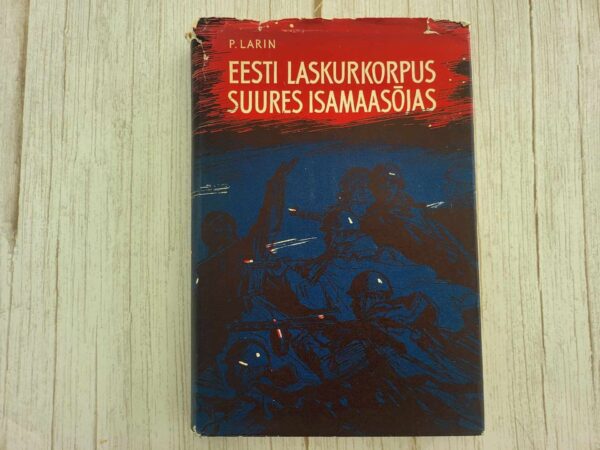 P. LARIN
EESTI LASKURKORPUS
SUURES ISAMAASÕJAS